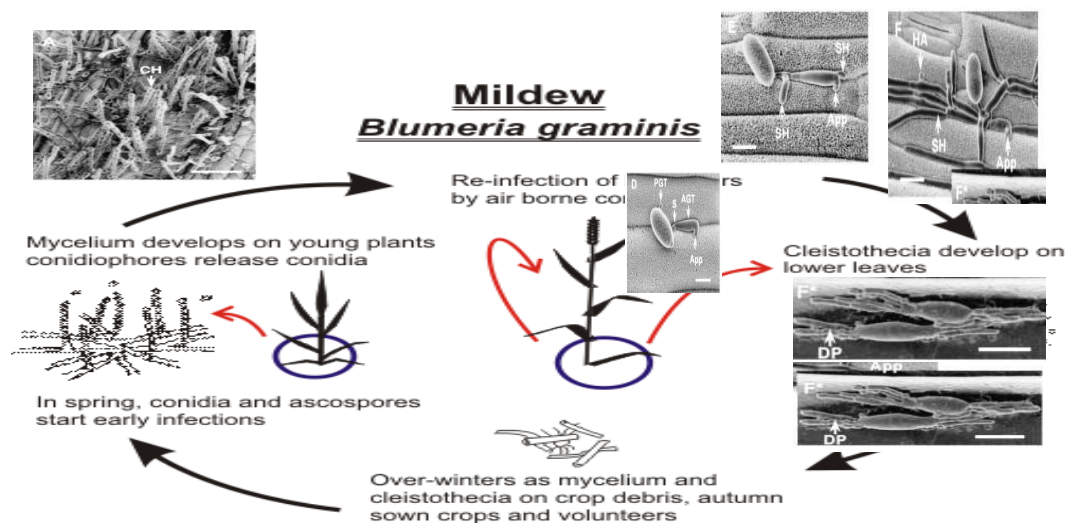 A
CH
Mildew
Blumeria graminis
E
SH
App
SH
F
HA
SH
App
F*
Re-infection of
by air borne
D
PGT
S
AGT
App
Mycelium develops on young plants
conidiophores release conidia
Cleistothecia develop on
lower leaves
F*
DP
App
F*
DP
In spring, conidia and ascospores
start early infections
Over-winters as mycelium and
cleistothecia on crop debris, autumn
sown crops and volunteers